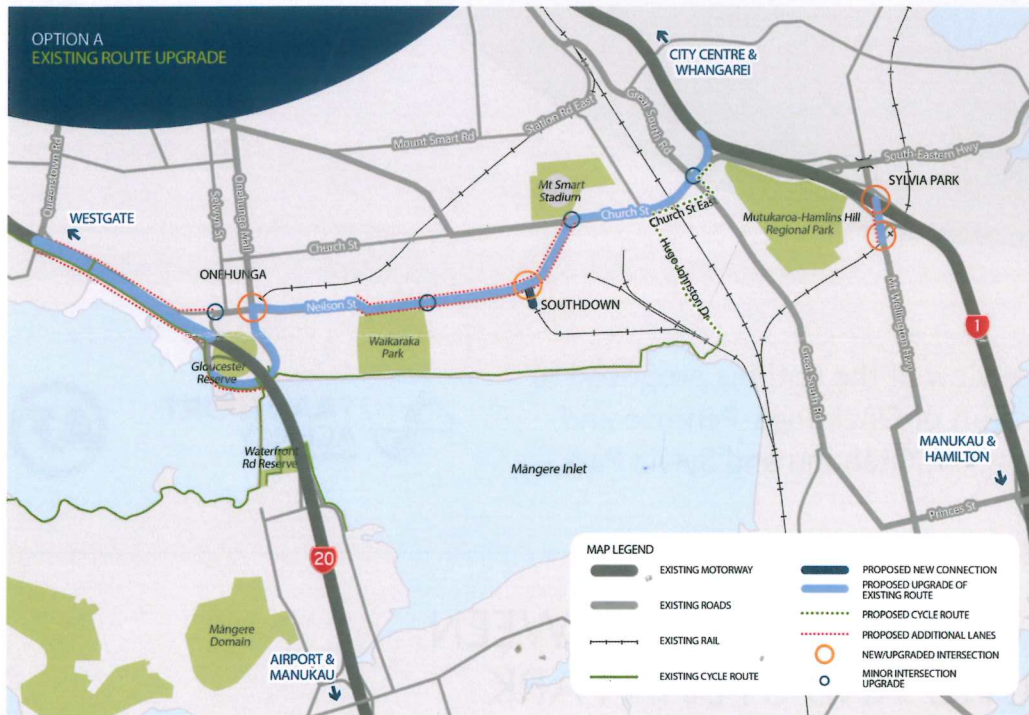 OPTION A
EXISTING ROUTE UPGRADE
CITY CENTRE &
WHANGAREI
Queenstown Rd
Selwyn St
Onehunga Mall
Mount Smart Rd
Station Rd East
Great South Rd
South-Eastern Hwy
SYLVIA PARK
WESTGATE
Mt Smart
Stadium
Church St
Church St East
Mutukaroa-Hamlins Hill
Regional Park
Church St
ONEHUNGA
Neilson St
SOUTHDOWN
Hugo Johnston Dr
Mt Wellington Hwy
1
Waikaraka
Park
Gloucester
Reserve
Great South Rd
Waterfront
Rd Reserve
Māngere Inlet
MANUKAU &
HAMILTON
Princes St
20
Māngere
Domain
AIRPORT &
MANUKAU
MAP LEGEND
EXISTING MOTORWAY
EXISTING ROADS
EXISTING RAIL
EXISTING CYCLE ROUTE
PROPOSED NEW CONNECTION
PROPOSED UPGRADE OF
EXISTING ROUTE
PROPOSED CYCLE ROUTE
PROPOSED ADDITIONAL LANES
NEW/UPGRADED INTERSECTION
MINOR INTERSECTION
UPGRADE